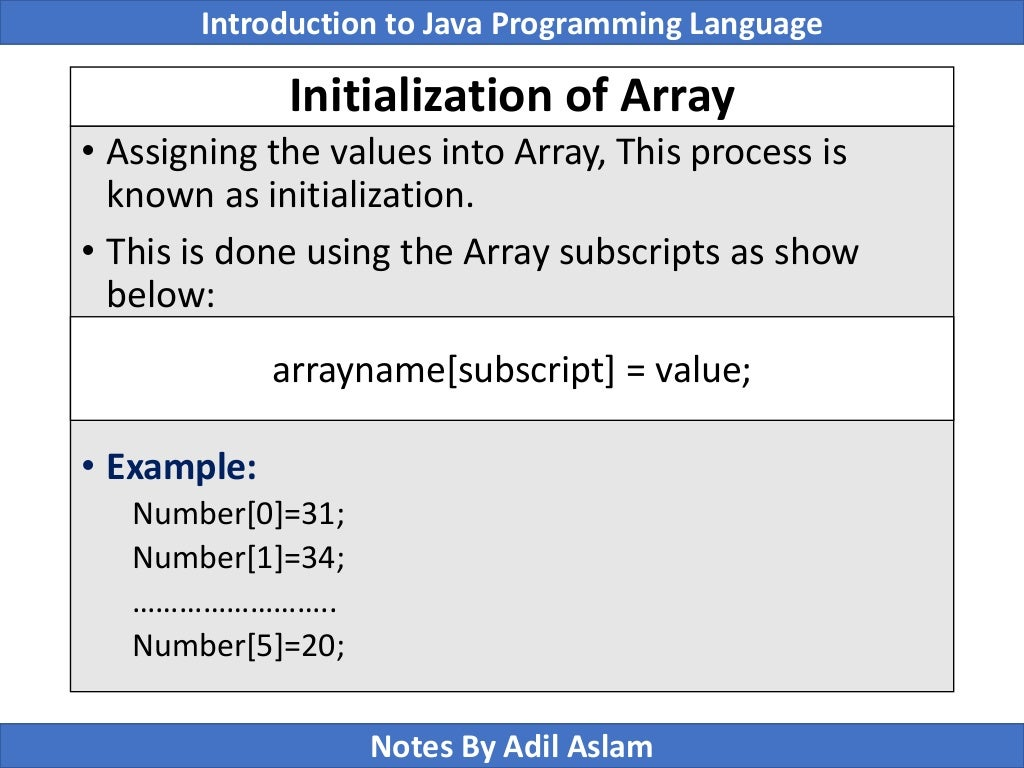 Introduction to Java Programming Language
Initialization of Array
• Assigning the values into Array, This process is
known as initialization.
• This is done using the Array subscripts as show
below:
arrayname[subscript] = value;
• Example:
Number[0]=31;
Number[1]=34;
……………………..
Number[5]=20;
Notes By Adil Aslam